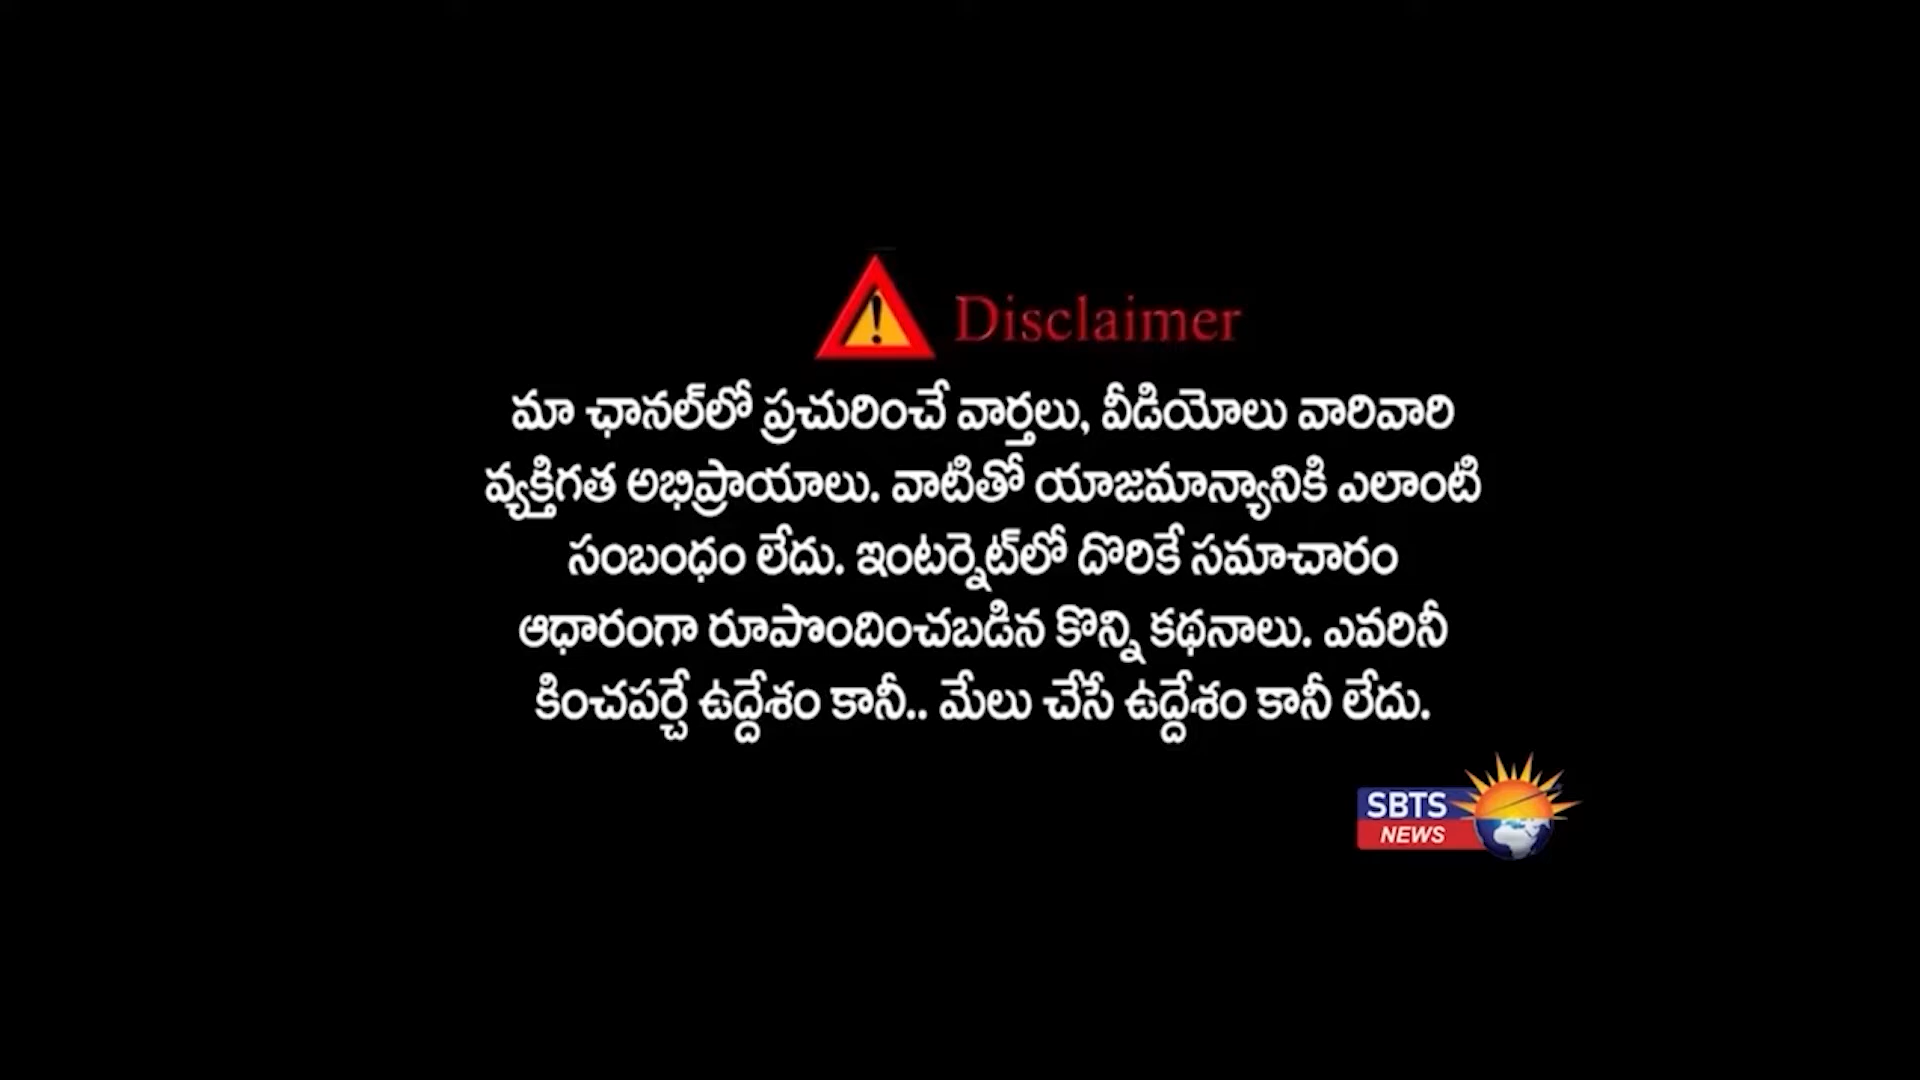 Disclaimer
మా ఛానల్‌లో ప్రచురించే వార్తలు, వీడియోలు వారివారి
వ్యక్తిగత అభిప్రాయాలు. వాటితో యాజమాన్యానికి ఎలాంటి
సంబంధం లేదు. ఇంటర్నెట్‌లో దొరికే సమాచారం
ఆధారంగా రూపొందించబడిన కొన్ని కథనాలు. ఎవరినీ
కించపర్చే ఉద్దేశం కానీ.. మేలు చేసే ఉద్దేశం కానీ లేదు.
SBTS
NEWS